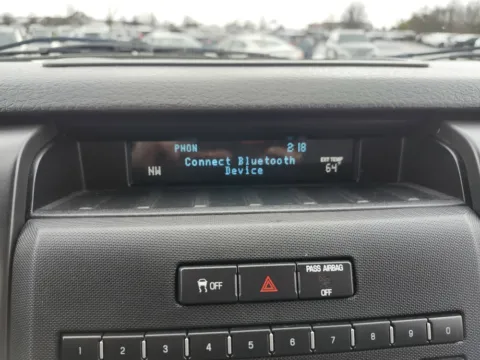 PHON 2:18
Connect Bluetooth
Device
NW
EXT TEMP
64°
OFF
PASS AIRBAG
OFF
1 2 3 4 5 6 7 8 9 0